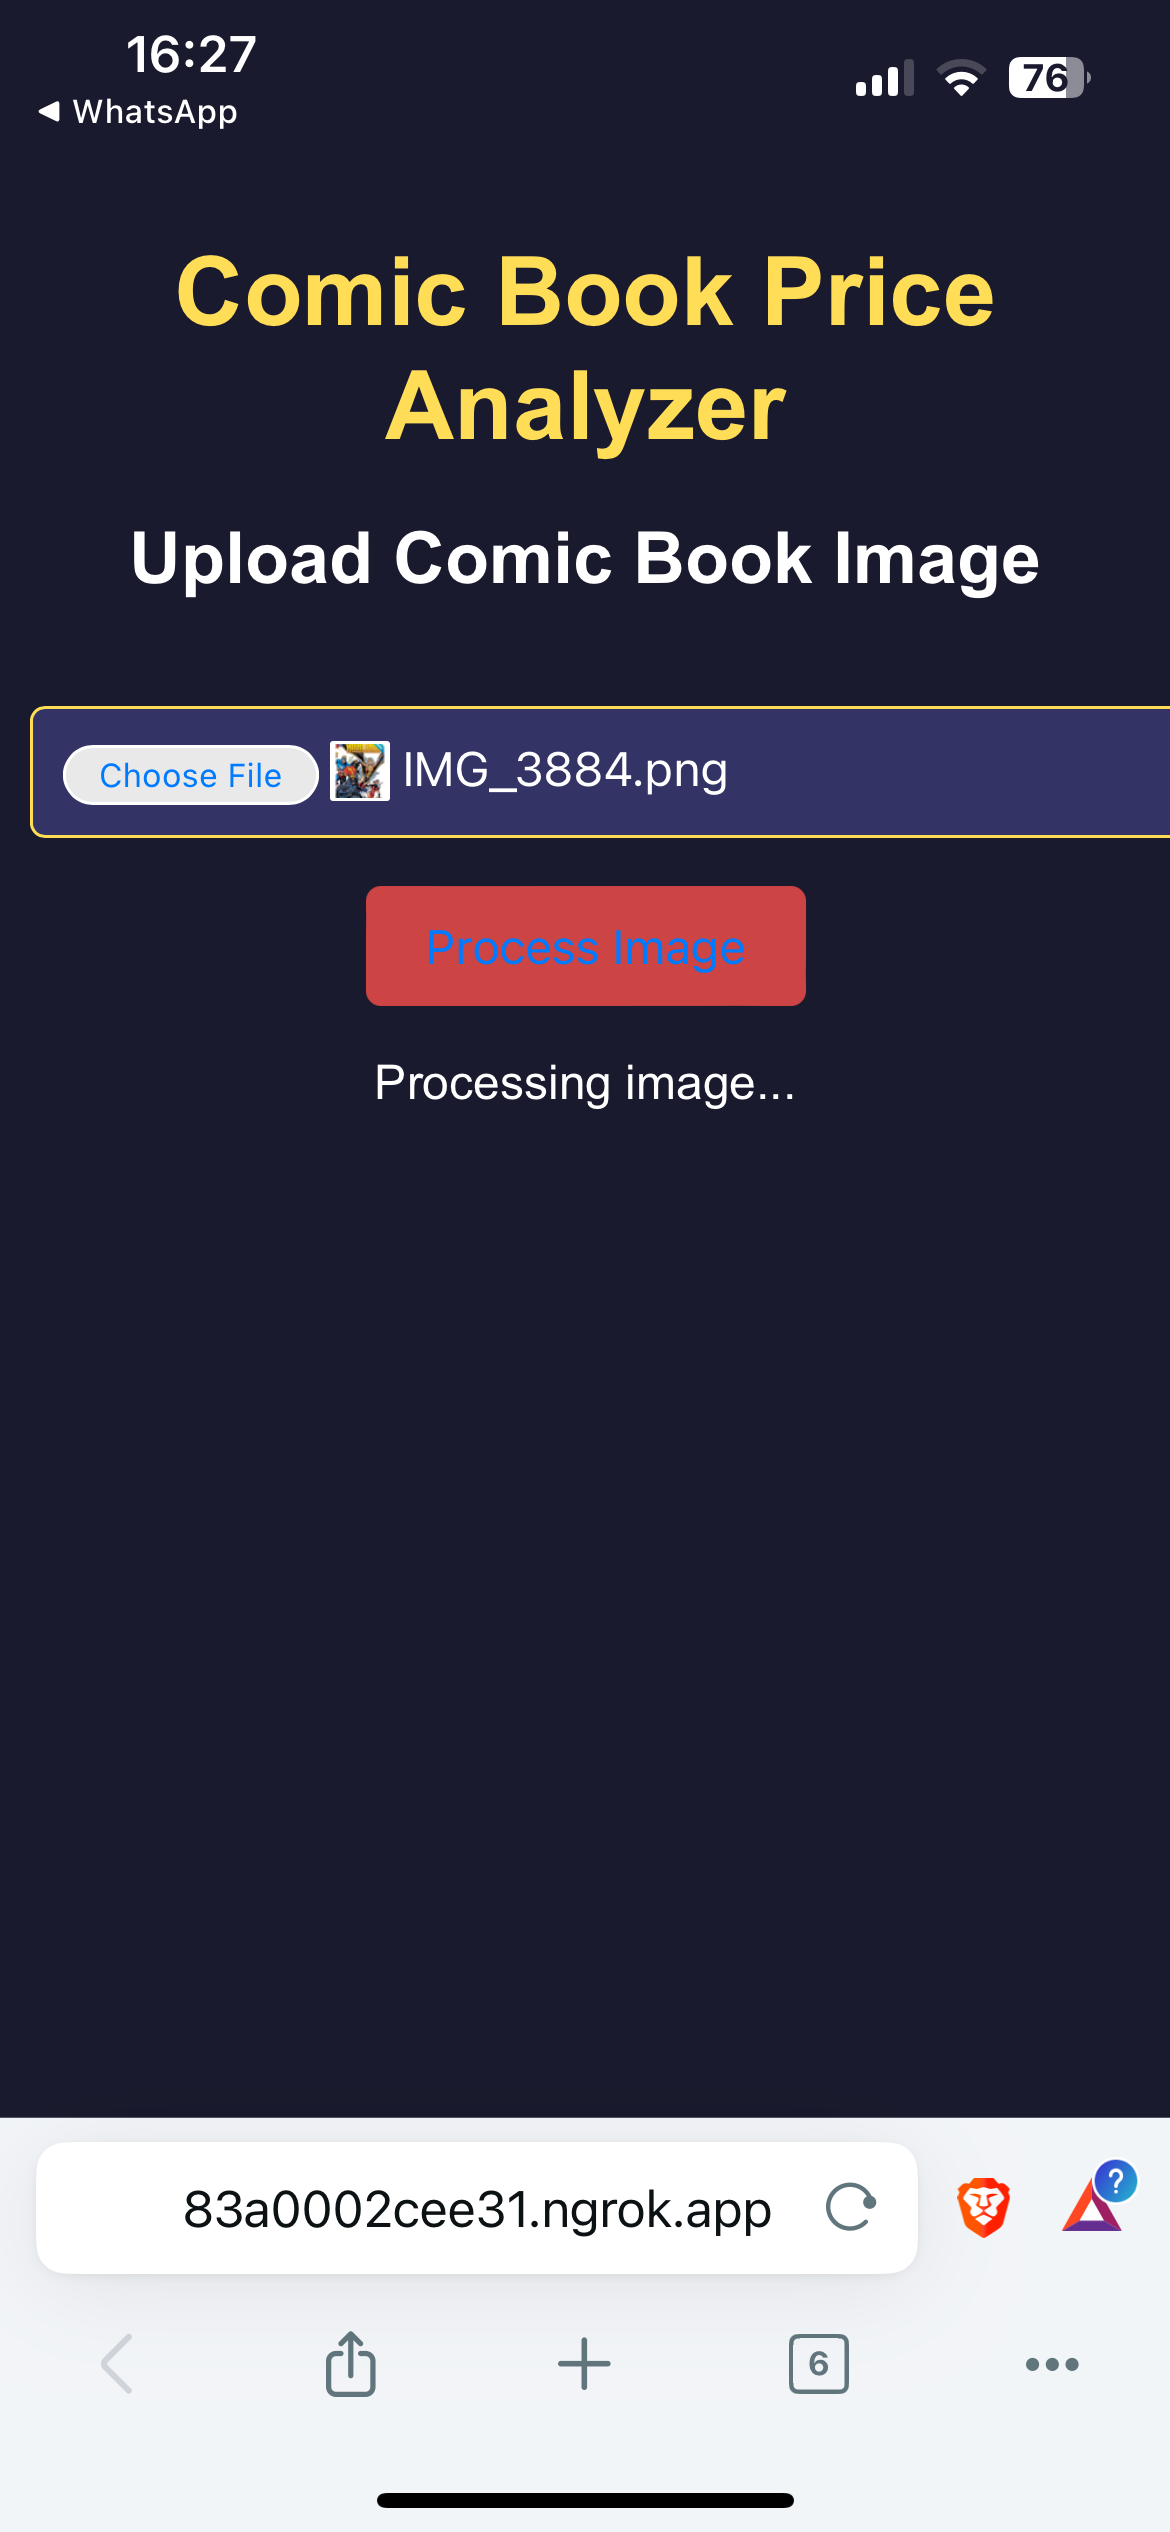 16:27
76
◀ WhatsApp
Comic Book Price
Analyzer
Upload Comic Book Image
Choose File IMG_3884.png
Process Image
Processing image...
83a0002cee31.ngrok.app
?
6